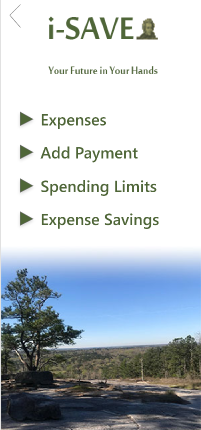 i-SAVE
Your Future in Your Hands
Expenses
Add Payment
Spending Limits
Expense Savings